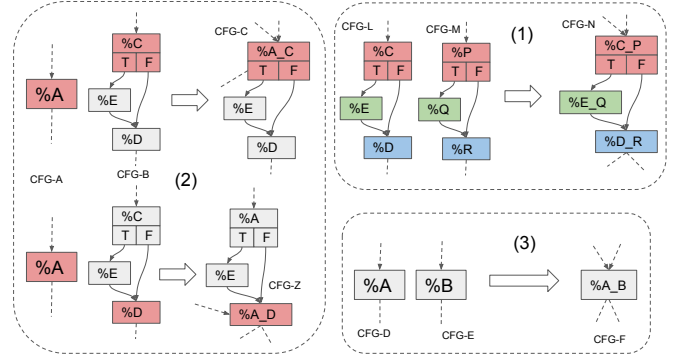 %C
CFG-C
%A_C
T F
T F
%A
%E
%E
%D
%D
CFG-A
CFG-B
(2)
%C
%A
T F
T F
%A
%E
%E
CFG-Z
%D
%A_D
CFG-L
CFG-M
(1)
CFG-N
%C
%P
%C_P
T F
T F
T F
%E
%Q
%E_Q
%D
%R
%D_R
(3)
%A
%B
%A_B
CFG-D
CFG-E
CFG-F